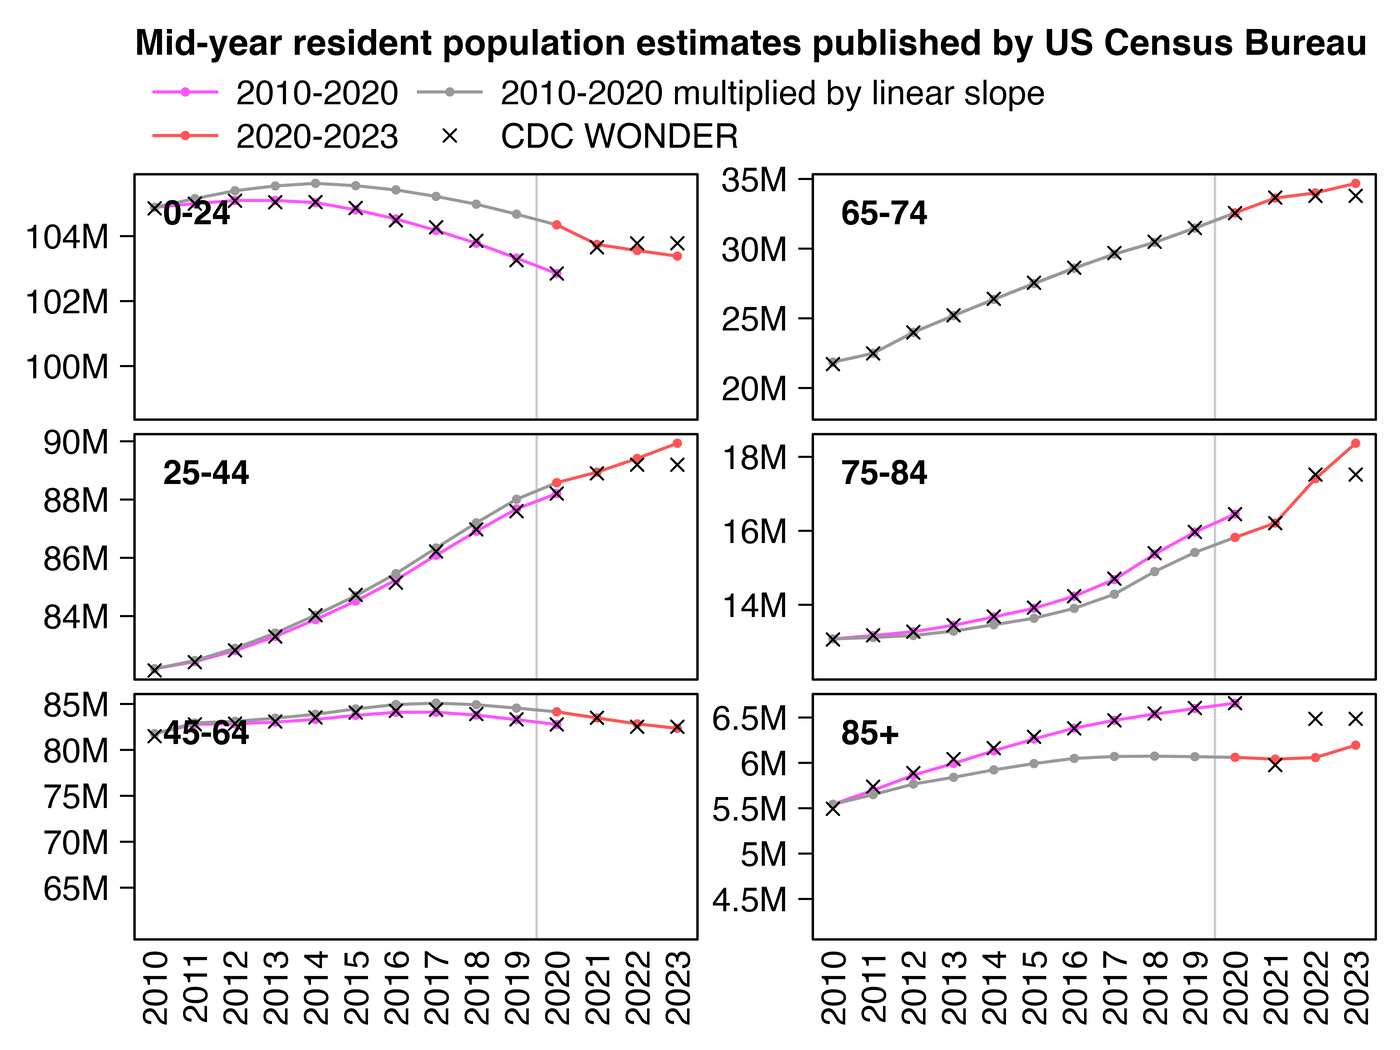 Mid-year resident population estimates published by US Census Bureau
2010-2020
2010-2020 multiplied by linear slope
2020-2023
CDC WONDER
0-24
104M
102M
100M
65-74
35M
30M
25M
20M
25-44
90M
88M
86M
84M
75-84
18M
16M
14M
45-64
85M
80M
75M
70M
65M
85+
6.5M
6M
5.5M
5M
4.5M
2010 2011 2012 2013 2014 2015 2016 2017 2018 2019 2020 2021 2022 2023
2010 2011 2012 2013 2014 2015 2016 2017 2018 2019 2020 2021 2022 2023